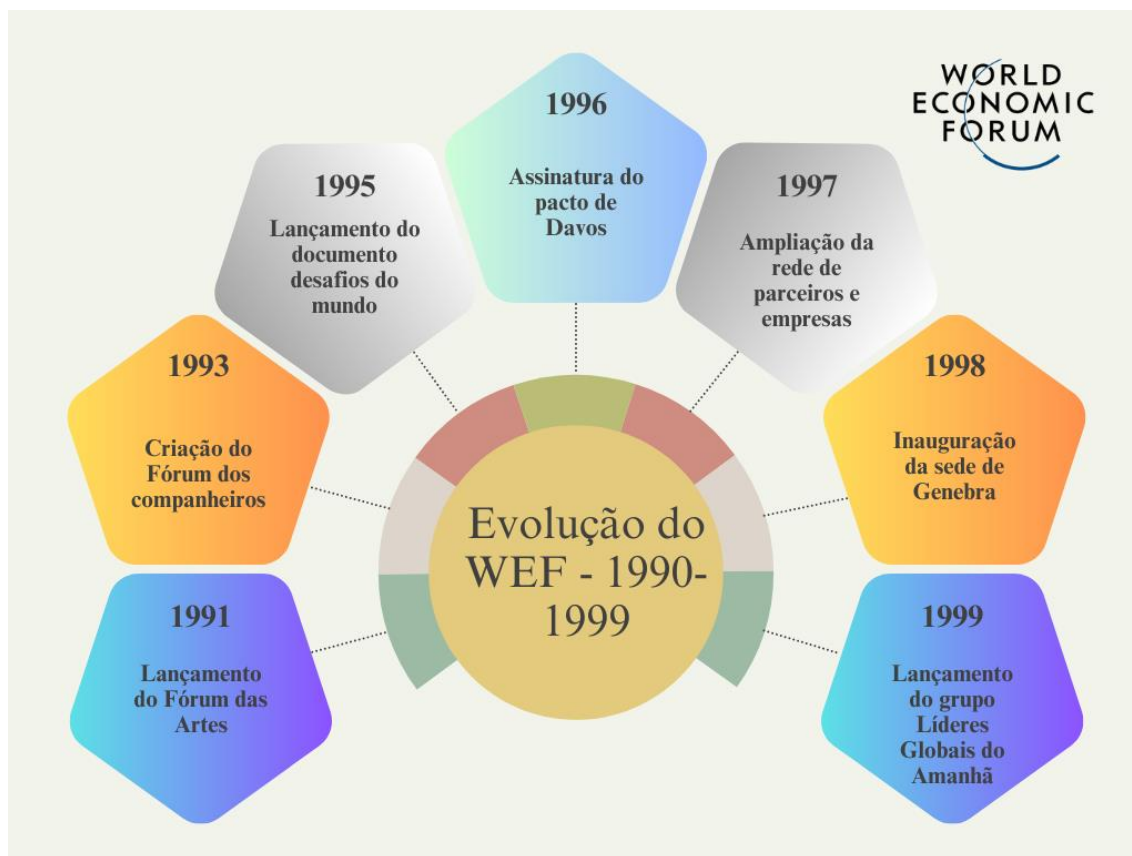 WORLD
ECONOMIC
FORUM
1991
Lançamento
do Fórum das
Artes
1993
Criação do
Fórum dos
companheiros
1995
Lançamento do
documento
desafios do
mundo
1996
Assinatura do
pacto de
Davos
1997
Ampliação da
rede de
parceiros e
empresas
1998
Inauguração
da sede de
Genebra
1999
Lançamento
do grupo
Líderes
Globais do
Amanhã
Evolução do
WEF - 1990-
1999